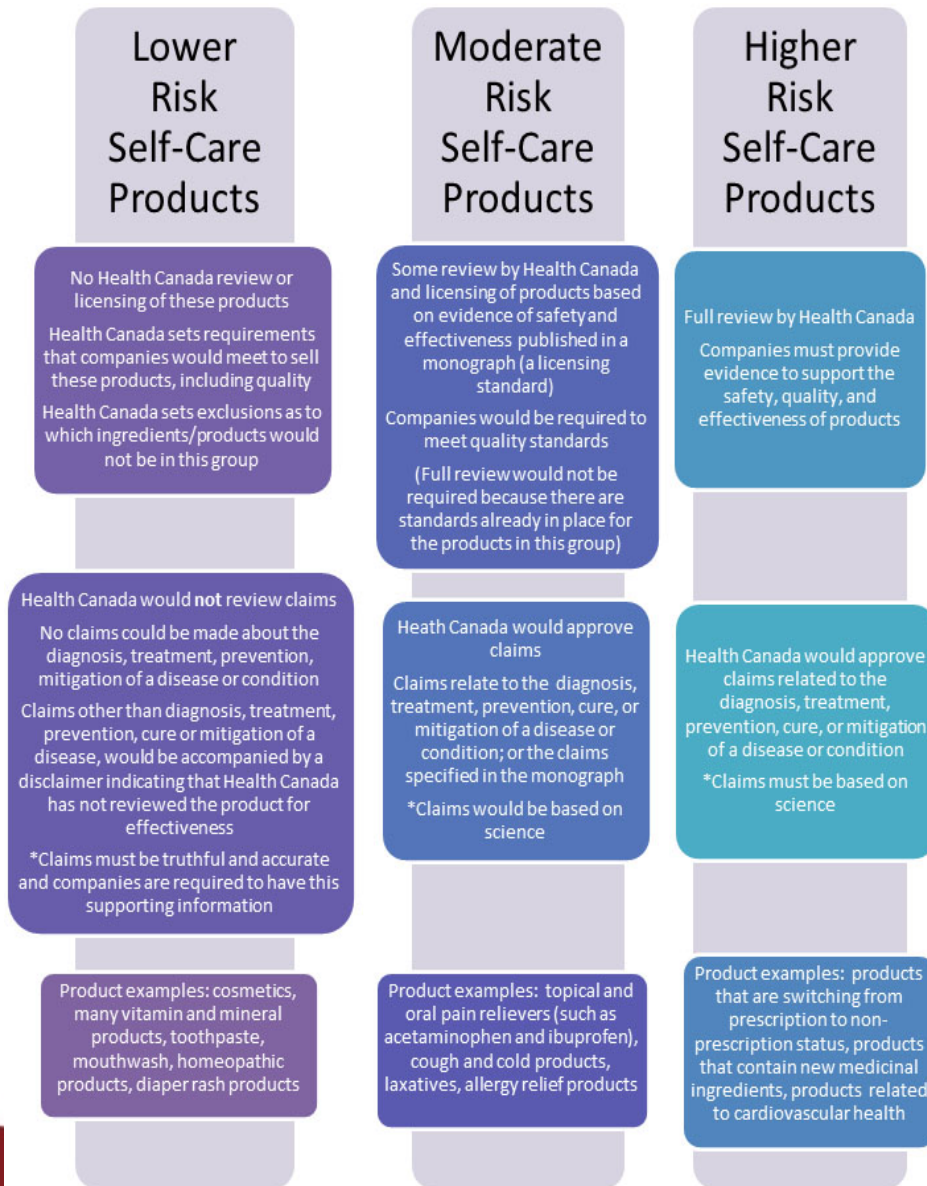 Lower
Risk
Self-Care
Products
No Health Canada review or
licensing of these products
Health Canada sets requirements
that companies would meet to sell
these products, including quality
Health Canada sets exclusions as to
which ingredients/products would
not be in this group
Health Canada would not review claims
No claims could be made about the
diagnosis, treatment, prevention,
mitigation of a disease or condition
Claims other than diagnosis, treatment,
prevention, cure or mitigation of a
disease, would be accompanied by a
disclaimer indicating that Health Canada
has not reviewed the product for
effectiveness
*Claims must be truthful and accurate
and companies are required to have this
supporting information
Product examples: cosmetics,
many vitamin and mineral
products, toothpaste,
mouthwash, homeopathic
products, diaper rash products
Moderate
Risk
Self-Care
Products
Some review by Health Canada
and licensing of products based
on evidence of safety and
effectiveness published in a
monograph (a licensing
standard)
Companies would be required to
meet quality standards
(Full review would not be
required because there are
standards already in place for
the products in this group)
Heath Canada would approve
claims
Claims relate to the diagnosis,
treatment, prevention, cure, or
mitigation of a disease or
condition; or the claims
specified in the monograph
*Claims would be based on
science
Product examples: topical and
oral pain relievers (such as
acetaminophen and ibuprofen),
cough and cold products,
laxatives, allergy relief products
Higher
Risk
Self-Care
Products
Full review by Health Canada
Companies must provide
evidence to support the
safety, quality, and
effectiveness of products
Health Canada would approve
claims related to the
diagnosis, treatment,
prevention, cure, or mitigation
of a disease or condition
*Claims must be based on
science
Product examples: products
that are switching from
prescription to non-
prescription status, products
that contain new medicinal
ingredients, products related
to cardiovascular health